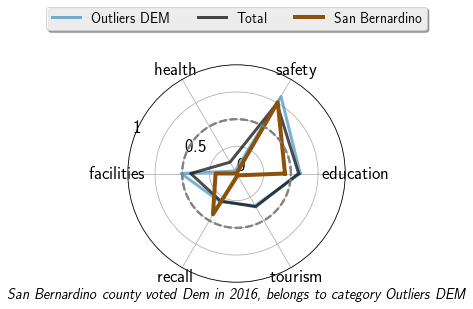 Outliers DEM Total San Bernardino
health safety
1
0.5
0
facilities education
recall tourism
San Bernardino county voted Dem in 2016, belongs to category Outliers DEM